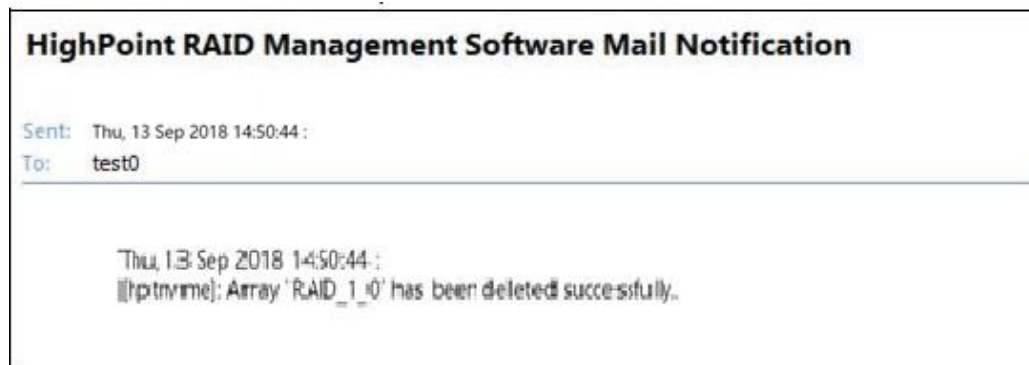 HighPoint RAID Management Software Mail Notification
Sent: Thu, 13 Sep 2018 14:50:44 :
To: test0
Thu, 13 Sep 2018 14:50:44 :
[hptnvme]: Array 'RAID_1_0' has been deleted successfully.